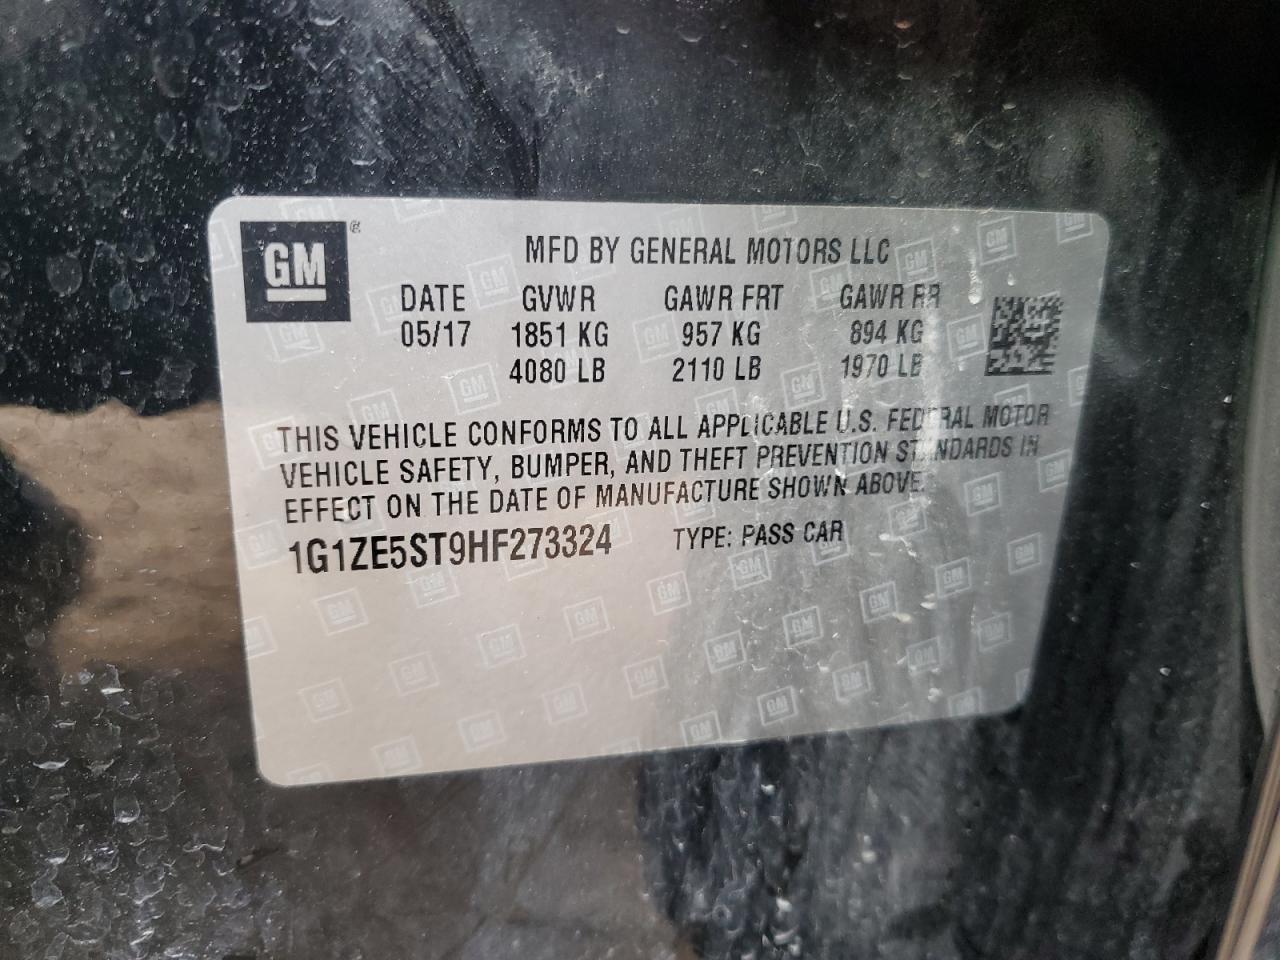 GM ®
MFD BY GENERAL MOTORS LLC
DATE GVWR GAWR FRT GAWR RR
05/17 1851 KG 957 KG 894 KG
4080 LB 2110 LB 1970 LB
THIS VEHICLE CONFORMS TO ALL APPLICABLE U.S. FEDERAL MOTOR
VEHICLE SAFETY, BUMPER, AND THEFT PREVENTION STANDARDS IN
EFFECT ON THE DATE OF MANUFACTURE SHOWN ABOVE.
1G1ZE5ST9HF273324 TYPE: PASS CAR